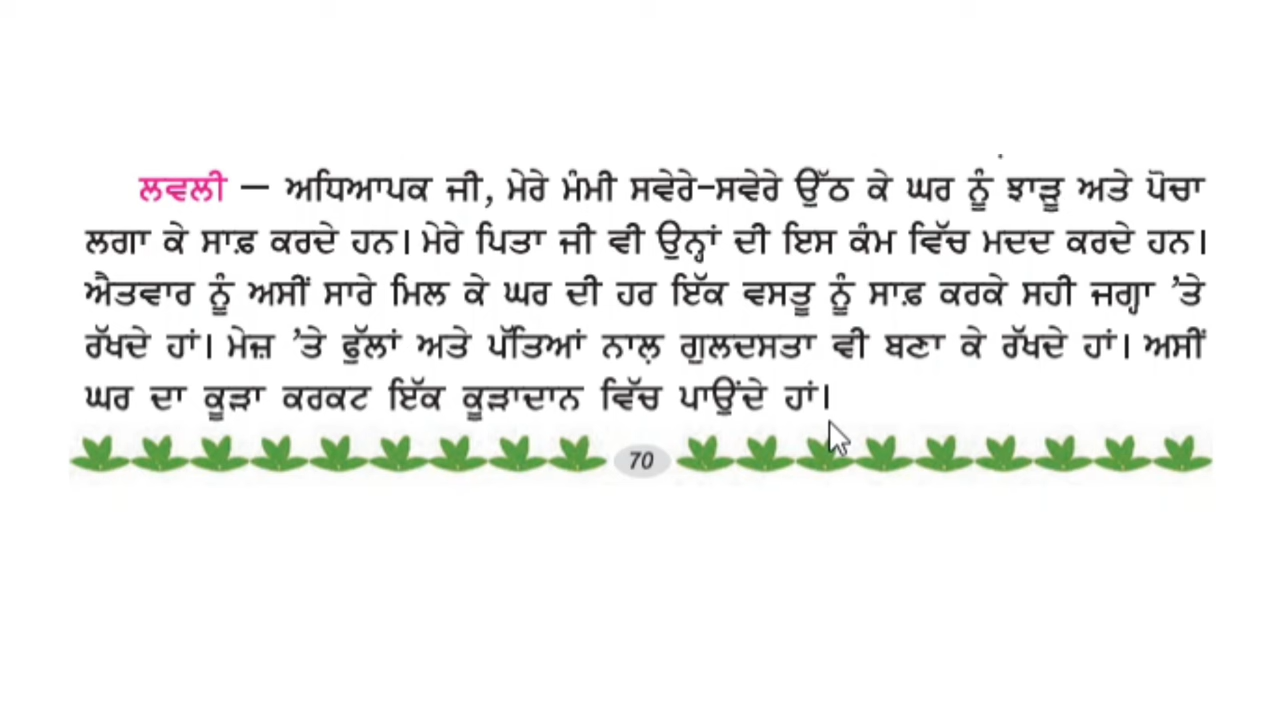 ਲਵਲੀ — ਅਧਿਆਪਕ ਜੀ, ਮੇਰੇ ਮੰਮੀ ਸਵੇਰੇ-ਸਵੇਰੇ ਉੱਠ ਕੇ ਘਰ ਨੂੰ ਝਾੜੂ ਅਤੇ ਪੋਚਾ
ਲਗਾ ਕੇ ਸਾਫ਼ ਕਰਦੇ ਹਨ। ਮੇਰੇ ਪਿਤਾ ਜੀ ਵੀ ਉਨ੍ਹਾਂ ਦੀ ਇਸ ਕੰਮ ਵਿੱਚ ਮਦਦ ਕਰਦੇ ਹਨ।
ਐਤਵਾਰ ਨੂੰ ਅਸੀਂ ਸਾਰੇ ਮਿਲ ਕੇ ਘਰ ਦੀ ਹਰ ਇੱਕ ਵਸਤੂ ਨੂੰ ਸਾਫ਼ ਕਰਕੇ ਸਹੀ ਜਗ੍ਹਾ ’ਤੇ
ਰੱਖਦੇ ਹਾਂ। ਮੇਜ਼ ’ਤੇ ਫੁੱਲਾਂ ਅਤੇ ਪੱਤਿਆਂ ਨਾਲ਼ ਗੁਲਦਸਤਾ ਵੀ ਬਣਾ ਕੇ ਰੱਖਦੇ ਹਾਂ। ਅਸੀਂ
ਘਰ ਦਾ ਕੂੜਾ ਕਰਕਟ ਇੱਕ ਕੂੜਾਦਾਨ ਵਿੱਚ ਪਾਉਂਦੇ ਹਾਂ।
70